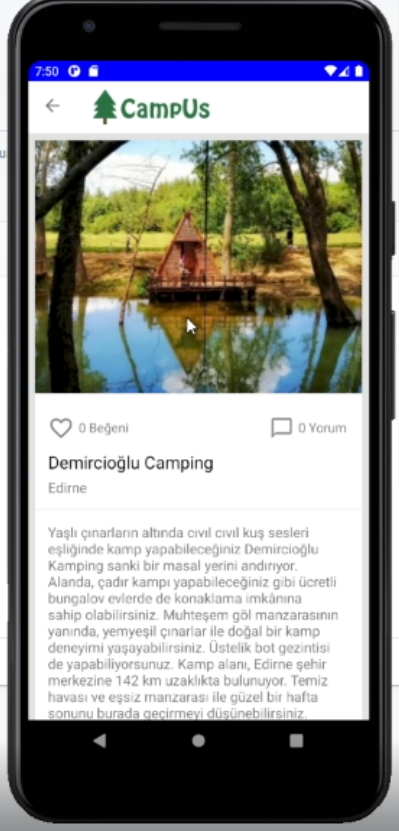 u
7:50
CampUs
0 Beğeni
0 Yorum
Demircioğlu Camping
Edirne
Yaşlı çınarların altında cıvıl cıvıl kuş sesleri
eşliğinde kamp yapabileceğiniz Demircioğlu
Kamping sanki bir masal yerini andırıyor.
Alanda, çadır kampı yapabileceğiniz gibi ücretli
bungalov evlerde de konaklama imkânına
sahip olabilirsiniz. Muhteşem göl manzarasının
yanında, yemyeşil çınarlar ile doğal bir kamp
deneyimi yaşayabilirsiniz. Üstelik bot gezintisi
de yapabiliyorsunuz. Kamp alanı, Edirne şehir
merkezine 142 km uzaklıkta bulunuyor. Temiz
havası ve eşsiz manzarası ile güzel bir hafta
sonunu burada geçirmeyi düşünebilirsiniz.